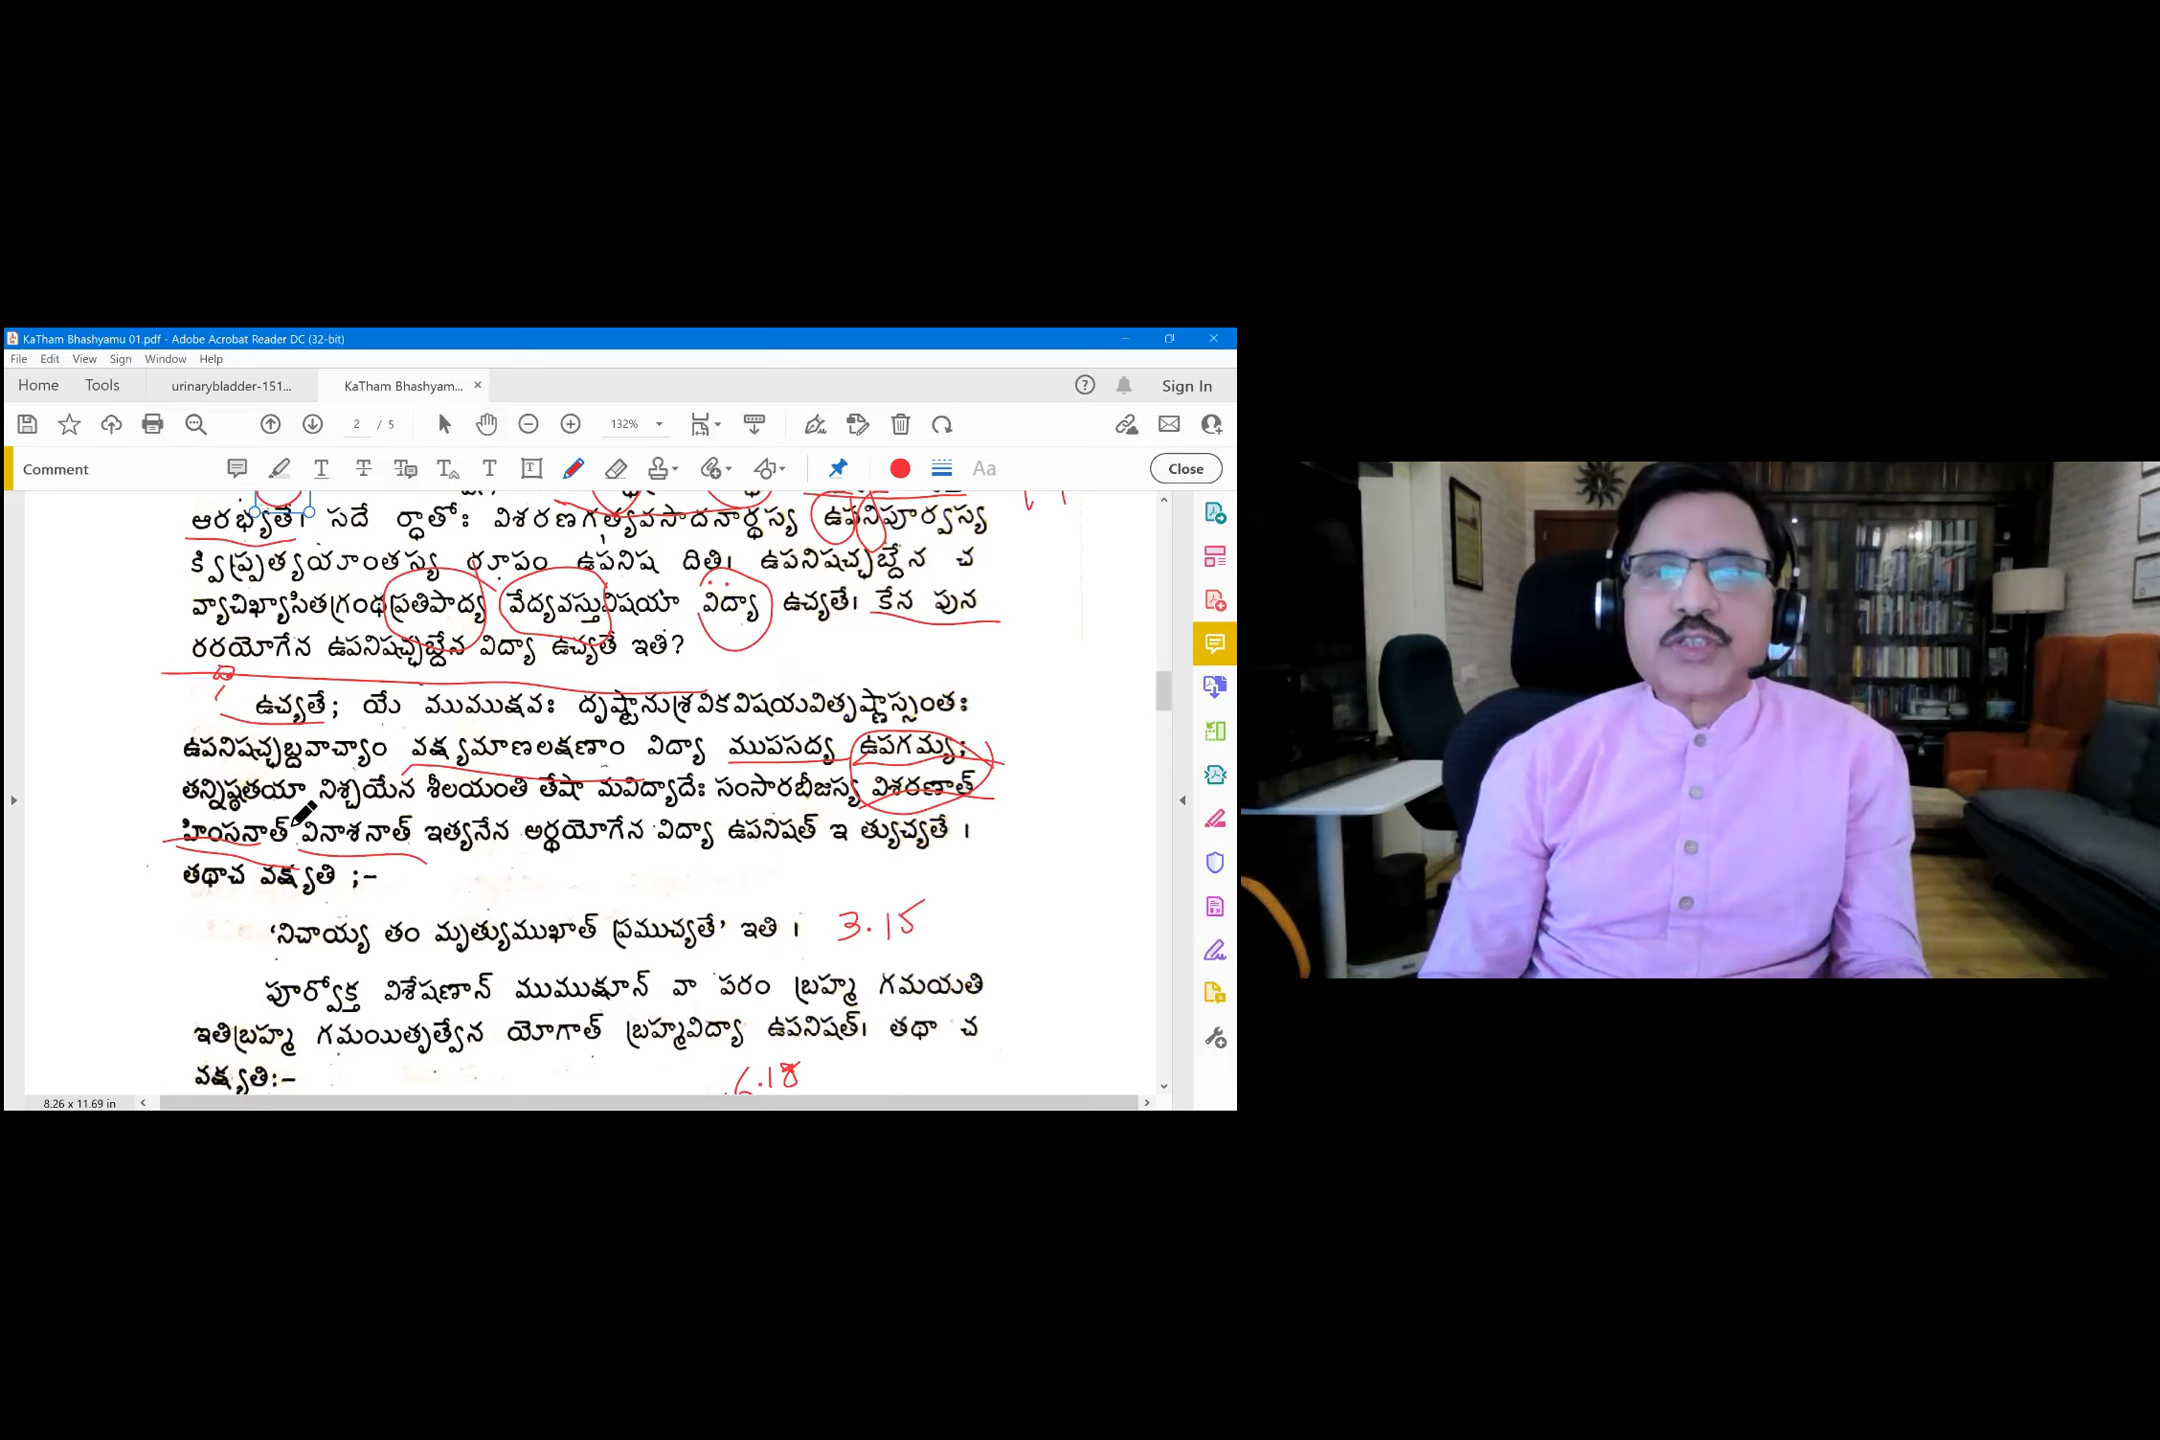 KaTham Bhashyamu 01.pdf - Adobe Acrobat Reader DC (32-bit)
File Edit View Sign Window Help
Home Tools urinarybladder-151... KaTham Bhashyam... × Sign In
2 / 5 132%
Comment Aa Close
ఆరభ్యతే। సదే ర్ధాతోః విశరణగత్యవసాదనార్థస్య ఉపనిపూర్వస్య
క్విప్ప్రత్యయాంతస్య రూపం ఉపనిష దితి। ఉపనిషచ్ఛబ్దేన చ
వ్యాచిఖ్యాసితగ్రంథప్రతిపాద్య వేద్యవస్తువిషయా విద్యా ఉచ్యతే। కేన పున
రరయోగేన ఉపనిషచ్ఛబ్దేన విద్యా ఉచ్యతే ఇతి?
ఉచ్యతే; యే ముముక్షవః దృష్టానుశ్రవికవిషయవితృష్ణాస్సంతః
ఉపనిషచ్ఛబ్దవాచ్యాం వక్ష్యమాణలక్షణాం విద్యా ముపసద్య ఉపగమ్య;
తన్నిష్ఠతయా నిశ్చయేన శీలయంతి తేషా మవిద్యాదేః సంసారబీజస్య విశరణాత్
హింసనాత్ వినాశనాత్ ఇత్యనేన అర్థయోగేన విద్యా ఉపనిషత్ ఇ త్యుచ్యతే ।
తథాచ వక్ష్యతి ;-
‘నిచాయ్య తం మృత్యుముఖాత్ ప్రముచ్యతే’ ఇతి । 3.15
పూర్వోక్త విశేషణాన్ ముముక్షూన్ వా పరం బ్రహ్మ గమయతి
ఇతిబ్రహ్మ గమయితృత్వేన యోగాత్ బ్రహ్మవిద్యా ఉపనిషత్। తథా చ
వక్ష్యతి:-
6.18
8.26 x 11.69 in